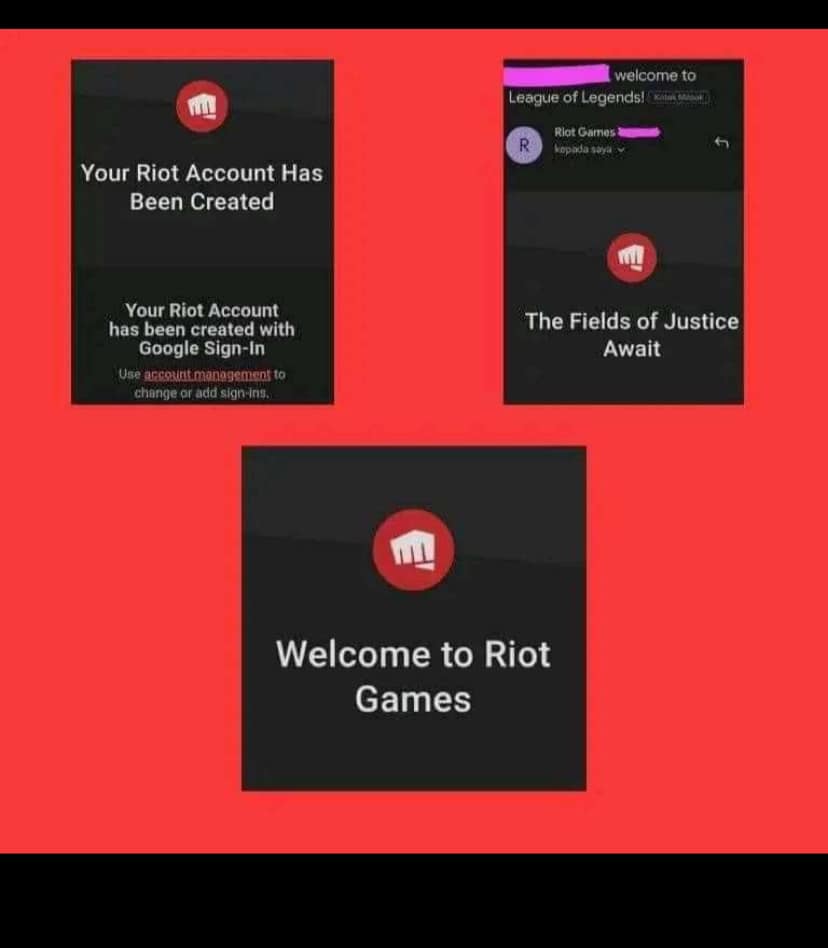 Your Riot Account Has
Been Created
Your Riot Account
has been created with
Google Sign-In
Use account management to
change or add sign-ins.
welcome to
League of Legends! Kotak Masuk
R
Riot Games
kepada saya
The Fields of Justice
Await
Welcome to Riot
Games